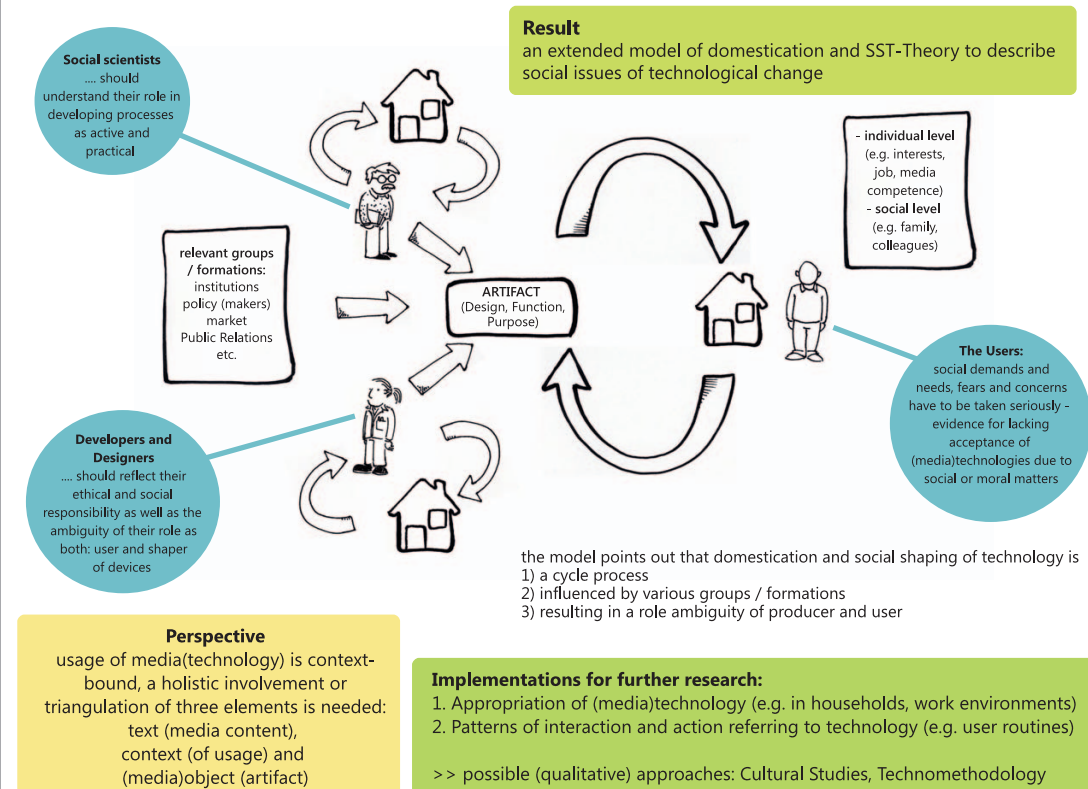 Result
an extended model of domestication and SST-Theory to describe
social issues of technological change
Social scientists
.... should
understand their role in
developing processes
as active and
practical
- individual level
(e.g. interests,
job, media
competence)
- social level
(e.g. family,
colleagues)
relevant groups
/ formations:
institutions
policy (makers)
market
Public Relations
etc.
ARTIFACT
(Design, Function,
Purpose)
The Users:
social demands and
needs, fears and concerns
have to be taken seriously -
evidence for lacking
acceptance of
(media)technologies due to
social or moral matters
Developers and
Designers
.... should reflect their
ethical and social
responsibility as well as the
ambiguity of their role as
both: user and shaper
of devices
the model points out that domestication and social shaping of technology is
1) a cycle process
2) influenced by various groups / formations
3) resulting in a role ambiguity of producer and user
Perspective
usage of media(technology) is context-
bound, a holistic involvement or
triangulation of three elements is needed:
text (media content),
context (of usage) and
(media)object (artifact)
Implementations for further research:
1. Appropriation of (media)technology (e.g. in households, work environments)
2. Patterns of interaction and action referring to technology (e.g. user routines)
>> possible (qualitative) approaches: Cultural Studies, Technomethodology